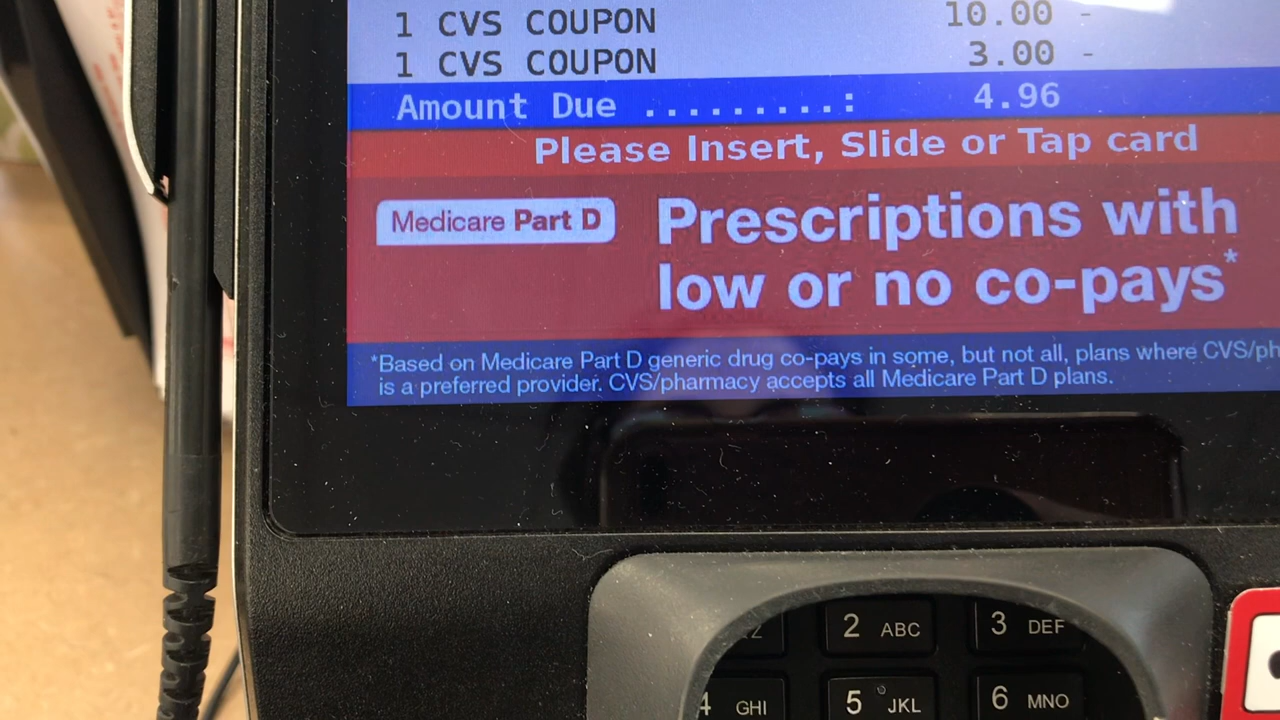 1 CVS COUPON 10.00 -
1 CVS COUPON 3.00 -
Amount Due .........: 4.96
Please Insert, Slide or Tap card
Medicare Part D
Prescriptions with
low or no co-pays*
*Based on Medicare Part D generic drug co-pays in some, but not all, plans where CVS/ph
is a preferred provider. CVS/pharmacy accepts all Medicare Part D plans.
2 ABC 3 DEF
4 GHI 5 JKL 6 MNO